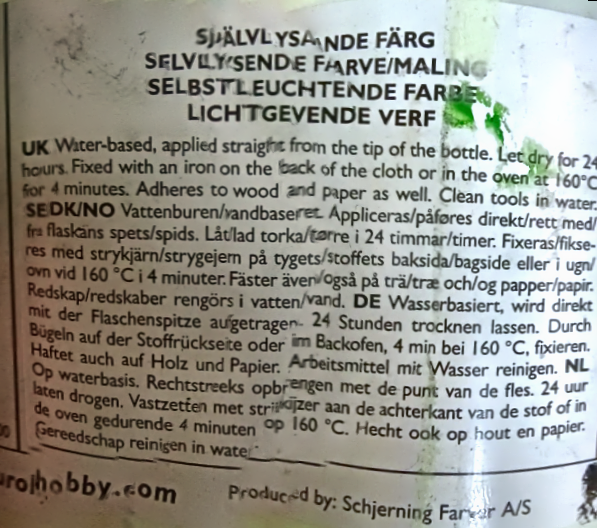 SJÄLVLYSANDE FÄRG
SELVLYSENDE FARVE/MALING
SELBSTLEUCHTENDE FARBE
LICHTGEVENDE VERF
UK Water-based, applied straight from the tip of the bottle. Let dry for 24
hours. Fixed with an iron on the back of the cloth or in the oven at 160°C
for 4 minutes. Adheres to wood and paper as well. Clean tools in water.
SE DK/NO Vattenburen/vandbaseret. Appliceras/påføres direkt/rett med/
fra flaskans spets/spids. Låt/lad torka/tørre i 24 timmar/timer. Fixeras/fikse-
res med strykjärn/strygejern på tygets/stoffets baksida/bagside eller i ugn/
ovn vid 160 °C i 4 minuter. Fäster även/også på trä/træ och/og papper/papir.
Redskap/redskaber rengörs i vatten/vand. DE Wasserbasiert, wird direkt
mit der Flaschenspitze aufgetragen. 24 Stunden trocknen lassen. Durch
Bügeln auf der Stoffrückseite oder im Backofen, 4 min bei 160 °C, fixieren.
Haftet auch auf Holz und Papier. Arbeitsmittel mit Wasser reinigen. NL
Op waterbasis. Rechtstreeks opbrengen met de punt van de fles. 24 uur
laten drogen. Vastzetten met strijkijzer aan de achterkant van de stof of in
de oven gedurende 4 minuten op 160 °C. Hecht ook op hout en papier.
Gereedschap reinigen in water
urohobby.com
Produced by: Schjerning Farver A/S